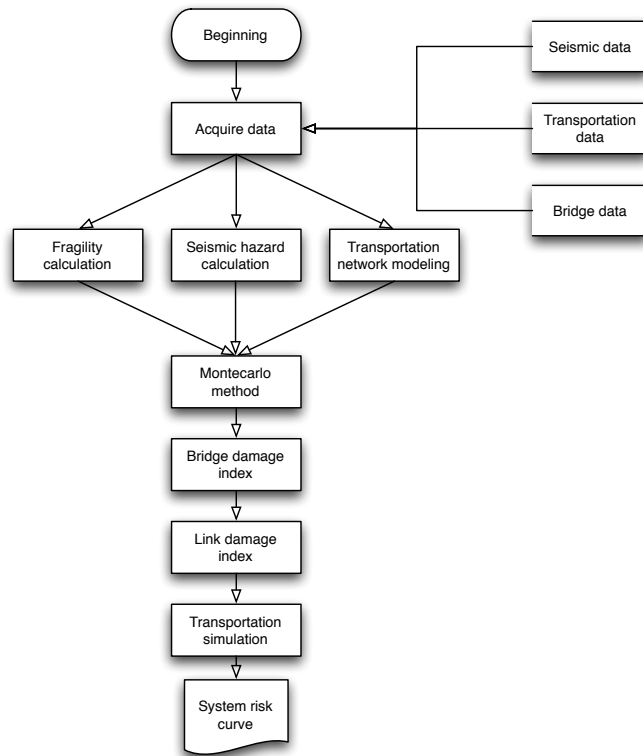 Beginning
Seismic data
Acquire data
Transportation
data
Bridge data
Fragility
calculation
Seismic hazard
calculation
Transportation
network modeling
Montecarlo
method
Bridge damage
index
Link damage
index
Transportation
simulation
System risk
curve